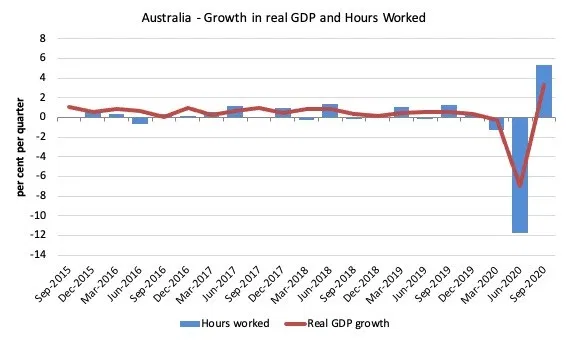 Australia - Growth in real GDP and Hours Worked
per cent per quarter
8
6
4
2
0
-2
-4
-6
-8
-10
-12
-14
Sep-2015
Dec-2015
Mar-2016
Jun-2016
Sep-2016
Dec-2016
Mar-2017
Jun-2017
Sep-2017
Dec-2017
Mar-2018
Jun-2018
Sep-2018
Dec-2018
Mar-2019
Jun-2019
Sep-2019
Dec-2019
Mar-2020
Jun-2020
Sep-2020
Hours worked
Real GDP growth